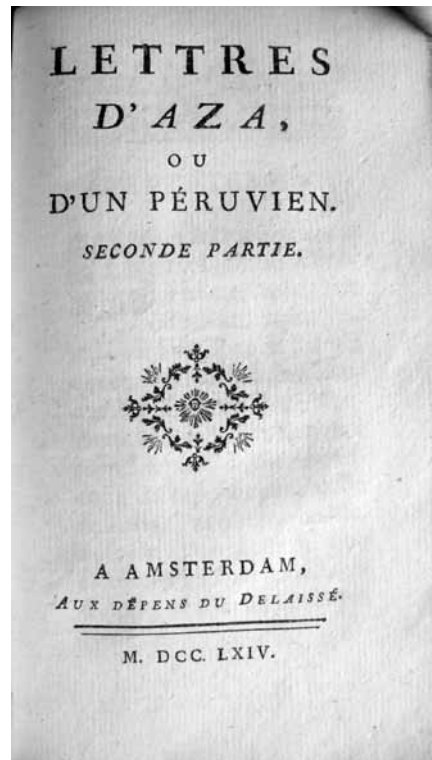 LETTRES
D'AZA,
OU
D'UN PÉRUVIEN.
SECONDE PARTIE.
A AMSTERDAM,
AUX DÉPENS DU DELAISSÉ.
M. DCC. LXIV.